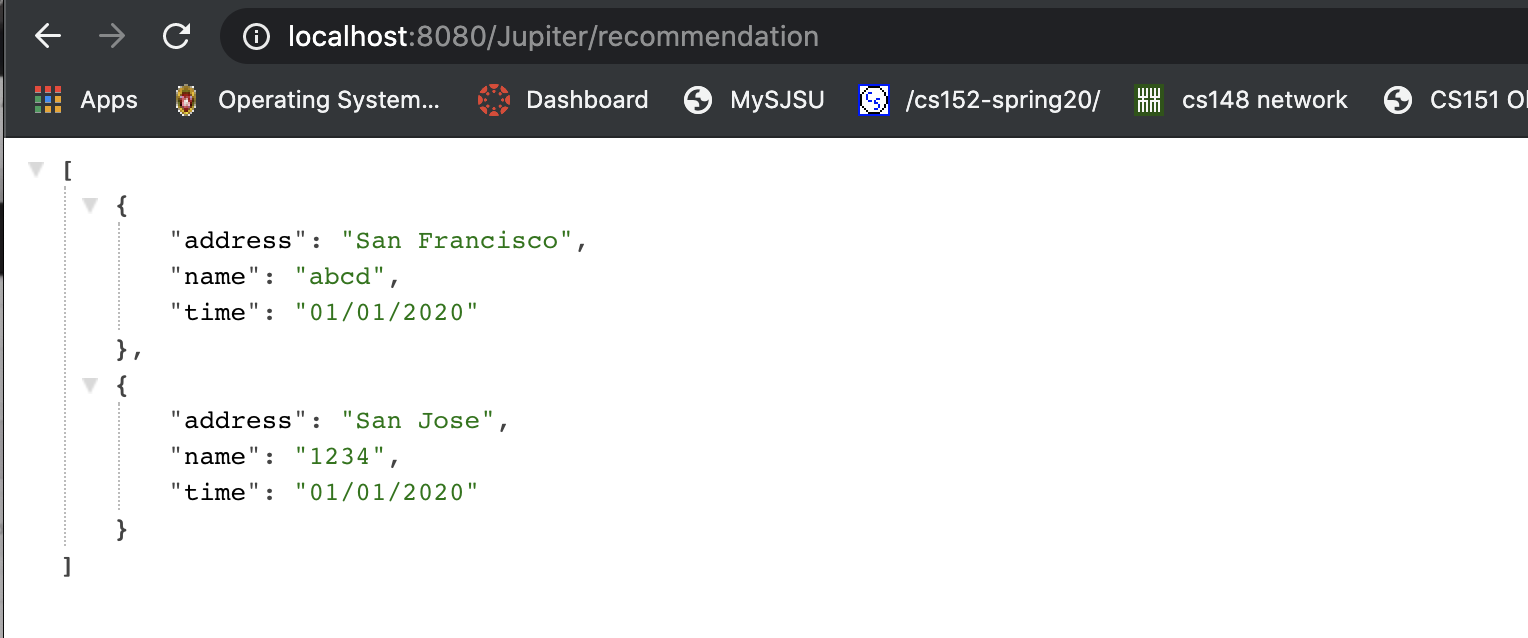 localhost:8080/Jupiter/recommendation
Apps Operating System... Dashboard MySJSU /cs152-spring20/ cs148 network CS151 O
[
{
"address": "San Francisco",
"name": "abcd",
"time": "01/01/2020"
},
{
"address": "San Jose",
"name": "1234",
"time": "01/01/2020"
}
]